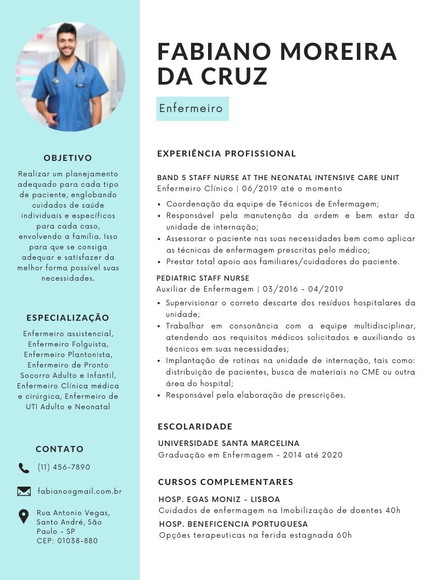 FABIANO MOREIRA
DA CRUZ
Enfermeiro
OBJETIVO
Realizar um planejamento
adequado para cada tipo
de paciente, englobando
cuidados de saúde
individuais e específicos
para cada caso,
envolvendo a família. Isso
para que se consiga
adequar e satisfazer da
melhor forma possível suas
necessidades.
ESPECIALIZAÇÃO
Enfermeiro assistencial,
Enfermeiro Folguista,
Enfermeiro Plantonista,
Enfermeiro de Pronto
Socorro Adulto e Infantil,
Enfermeiro Clínica médica
e cirúrgica, Enfermeiro de
UTI Adulto e Neonatal
CONTATO
(11) 456-7890
fabiano@gmail.com.br
Rua Antonio Vegas,
Santo André, São
Paulo - SP
CEP: 01038-880
EXPERIÊNCIA PROFISSIONAL
BAND 5 STAFF NURSE AT THE NEONATAL INTENSIVE CARE UNIT
Enfermeiro Clínico | 06/2019 até o momento
• Coordenação da equipe de Técnicos de Enfermagem;
• Responsável pela manutenção da ordem e bem estar da
unidade de internação;
• Assessorar o paciente nas suas necessidades bem como aplicar
as técnicas de enfermagem prescritas pelo médico;
• Prestar total apoio aos familiares/cuidadores do paciente.
PEDIATRIC STAFF NURSE
Auxiliar de Enfermagem | 03/2016 - 04/2019
• Supervisionar o correto descarte dos resíduos hospitalares da
unidade;
• Trabalhar em consonância com a equipe multidisciplinar,
atendendo aos requisitos médicos solicitados e auxiliando os
técnicos em suas necessidades;
• Implantação de rotinas na unidade de internação, tais como:
distribuição de pacientes, busca de materiais no CME ou outra
área do hospital;
• Responsável pela elaboração de prescrições.
ESCOLARIDADE
UNIVERSIDADE SANTA MARCELINA
Graduação em Enfermagem - 2014 até 2020
CURSOS COMPLEMENTARES
HOSP. EGAS MONIZ - LISBOA
Cuidados de enfermagem na Imobilização de doentes 40h
HOSP. BENEFICENCIA PORTUGUESA
Opções terapeuticas na ferida estagnada 60h